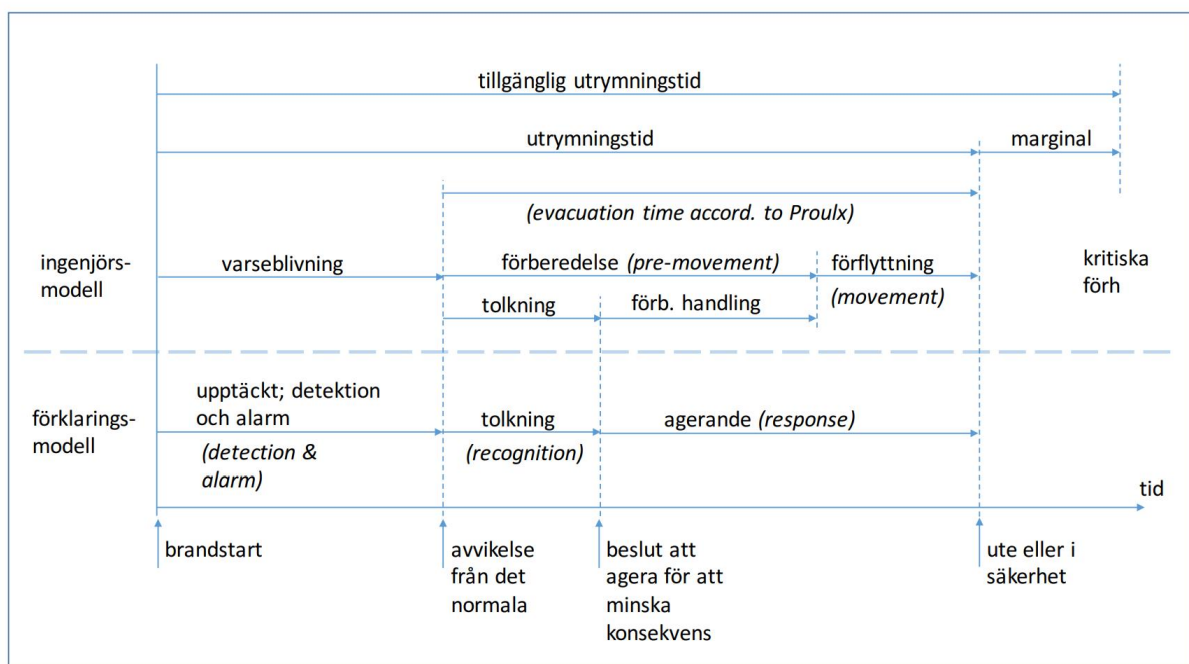 tillgänglig utrymningstid
utrymningstid
marginal
(evacuation time accord. to Proulx)
ingenjörs-
modell
varseblivning
förberedelse (pre-movement)
förflyttning
(movement)
kritiska
förh
tolkning
förb. handling
förklarings-
modell
upptäckt; detektion
och alarm
(detection &
alarm)
tolkning
(recognition)
agerande (response)
tid
brandstart
avvikelse
från det
normala
beslut att
agera för att
minska
konsekvens
ute eller i
säkerhet